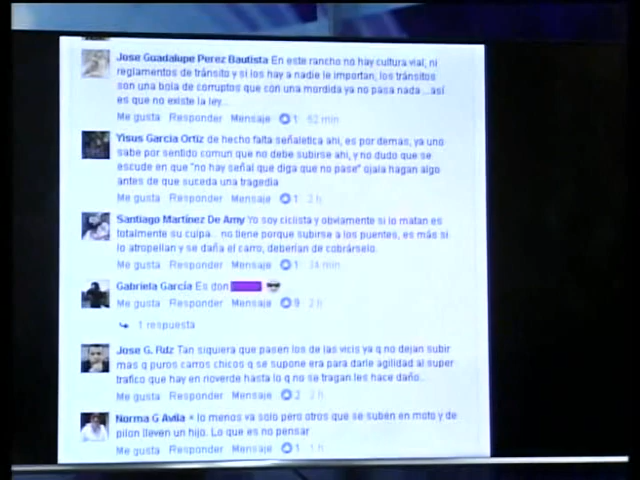 Jose Guadalupe Perez Bautista En este rancho no hay cultura vial, ni
reglamentos de tránsito y si los hay a nadie le importan, los tránsitos
son una bola de corruptos que con una mordida ya no pasa nada ...así
es que no existe la ley...
Me gusta Responder Mensaje 1 52 min
Yisus García Ortiz de hecho falta señaletica ahi, es por demas, ya uno
sabe por sentido comun que no debe subirse ahi, y no dudo que se
escude en que "no hay señal que diga que no pase" ojala hagan algo
antes de que suceda una tragedia
Me gusta Responder Mensaje 1 2 h
Santiago Martínez De Amy Yo soy ciclista y obviamente si lo matan es
totalmente su culpa... no tiene porque subirse a los puentes, es más si
lo atropellan y se daña el carro, deberían de cobrárselo.
Me gusta Responder Mensaje 1 34 min
Gabriela García Es don
Me gusta Responder Mensaje 9 2 h
1 respuesta
Jose G. Rdz Tan siquiera que pasen los de las vicis ya q no dejan subir
mas q puros carros chicos q se supone era para darle agilidad al super
trafico que hay en rioverde hasta lo q no se tragan les hace daño...
Me gusta Responder Mensaje 2 2 h
Norma G Avila × lo menos va solo pero otros que se suben en moto y de
pilon lleven un hijo. Lo que es no pensar
Me gusta Responder Mensaje 1 1 h